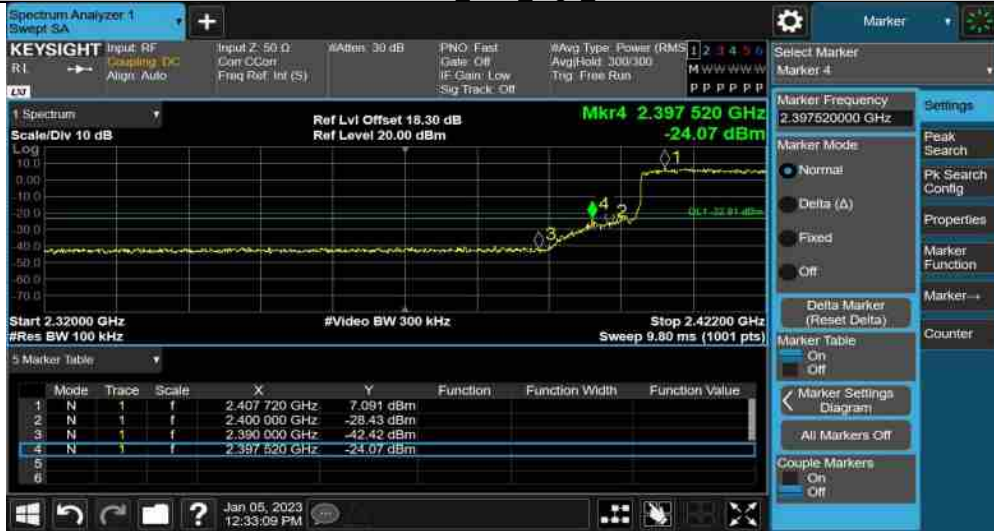 Spectrum Analyzer 1
Swept SA
+
Marker
KEYSIGHT
RL
LXI
Input: RF
Coupling: DC
Align: Auto
Input Z: 50 Ω
Corr CCorr
Freq Ref: Int (S)
#Atten: 30 dB
PNO: Fast
Gate: Off
IF Gain: Low
Sig Track: Off
#Avg Type: Power (RMS
Avg|Hold: 300/300
Trig: Free Run
1 2 3 4 5 6
M W W W W W
P P P P P P
Select Marker
Marker 4
1 Spectrum
Scale/Div 10 dB
Log
Ref Lvl Offset 18.30 dB
Ref Level 20.00 dBm
Mkr4 2.397 520 GHz
-24.07 dBm
10.0
0.00
-10.0
-20.0
-30.0
-40.0
-50.0
-60.0
-70.0
1
4
2
3
DL1 -22.91 dBm
Start 2.32000 GHz
#Video BW 300 kHz
Stop 2.42200 GHz
#Res BW 100 kHz
Sweep 9.80 ms (1001 pts)
5 Marker Table
Mode Trace Scale X Y Function Function Width Function Value
1 N 1 f 2.407 720 GHz 7.091 dBm
2 N 1 f 2.400 000 GHz -28.43 dBm
3 N 1 f 2.390 000 GHz -42.42 dBm
4 N 1 f 2.397 520 GHz -24.07 dBm
5
6
Marker Frequency
2.397520000 GHz
Marker Mode
Normal
Delta (Δ)
Fixed
Off
Delta Marker
(Reset Delta)
Marker Table
On
Off
Marker Settings
Diagram
All Markers Off
Couple Markers
On
Off
Settings
Peak
Search
Pk Search
Config
Properties
Marker
Function
Marker→
Counter
?
Jan 05, 2023
12:33:09 PM